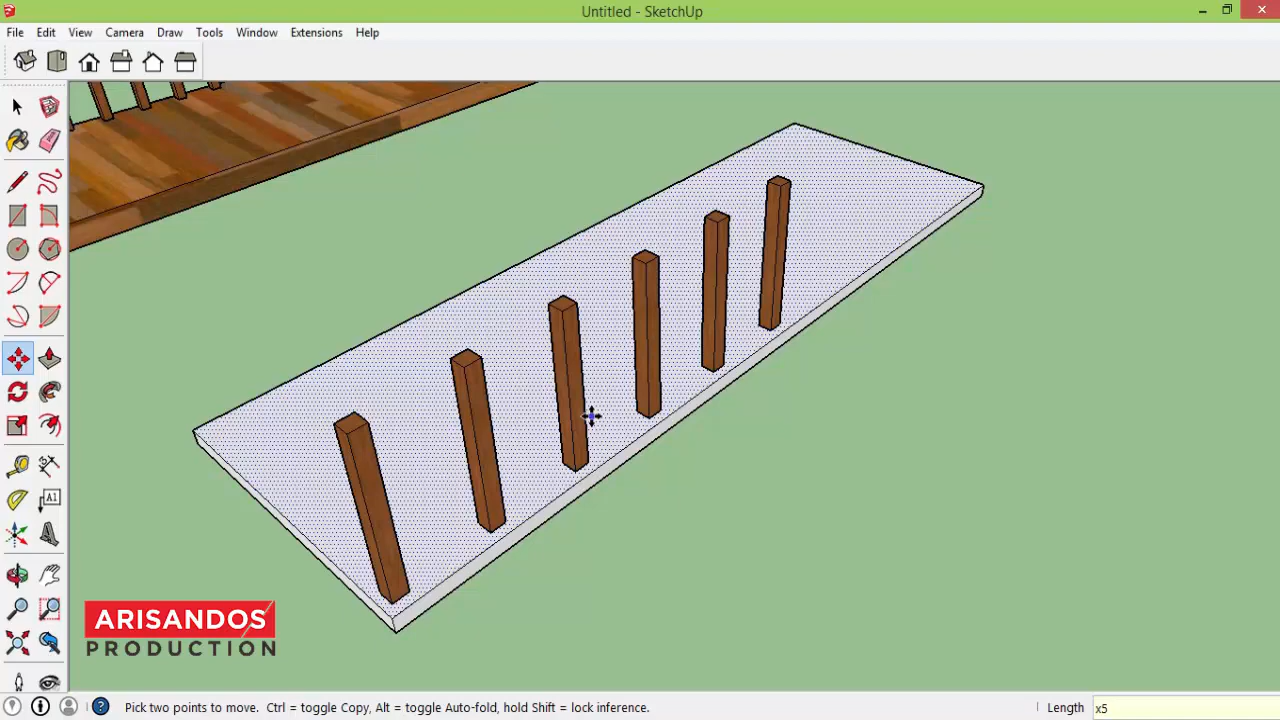 Untitled - SketchUp
File Edit View Camera Draw Tools Window Extensions Help
A1
ARISANDOS
PRODUCTION
Pick two points to move. Ctrl = toggle Copy, Alt = toggle Auto-fold, hold Shift = lock inference.
Length x5